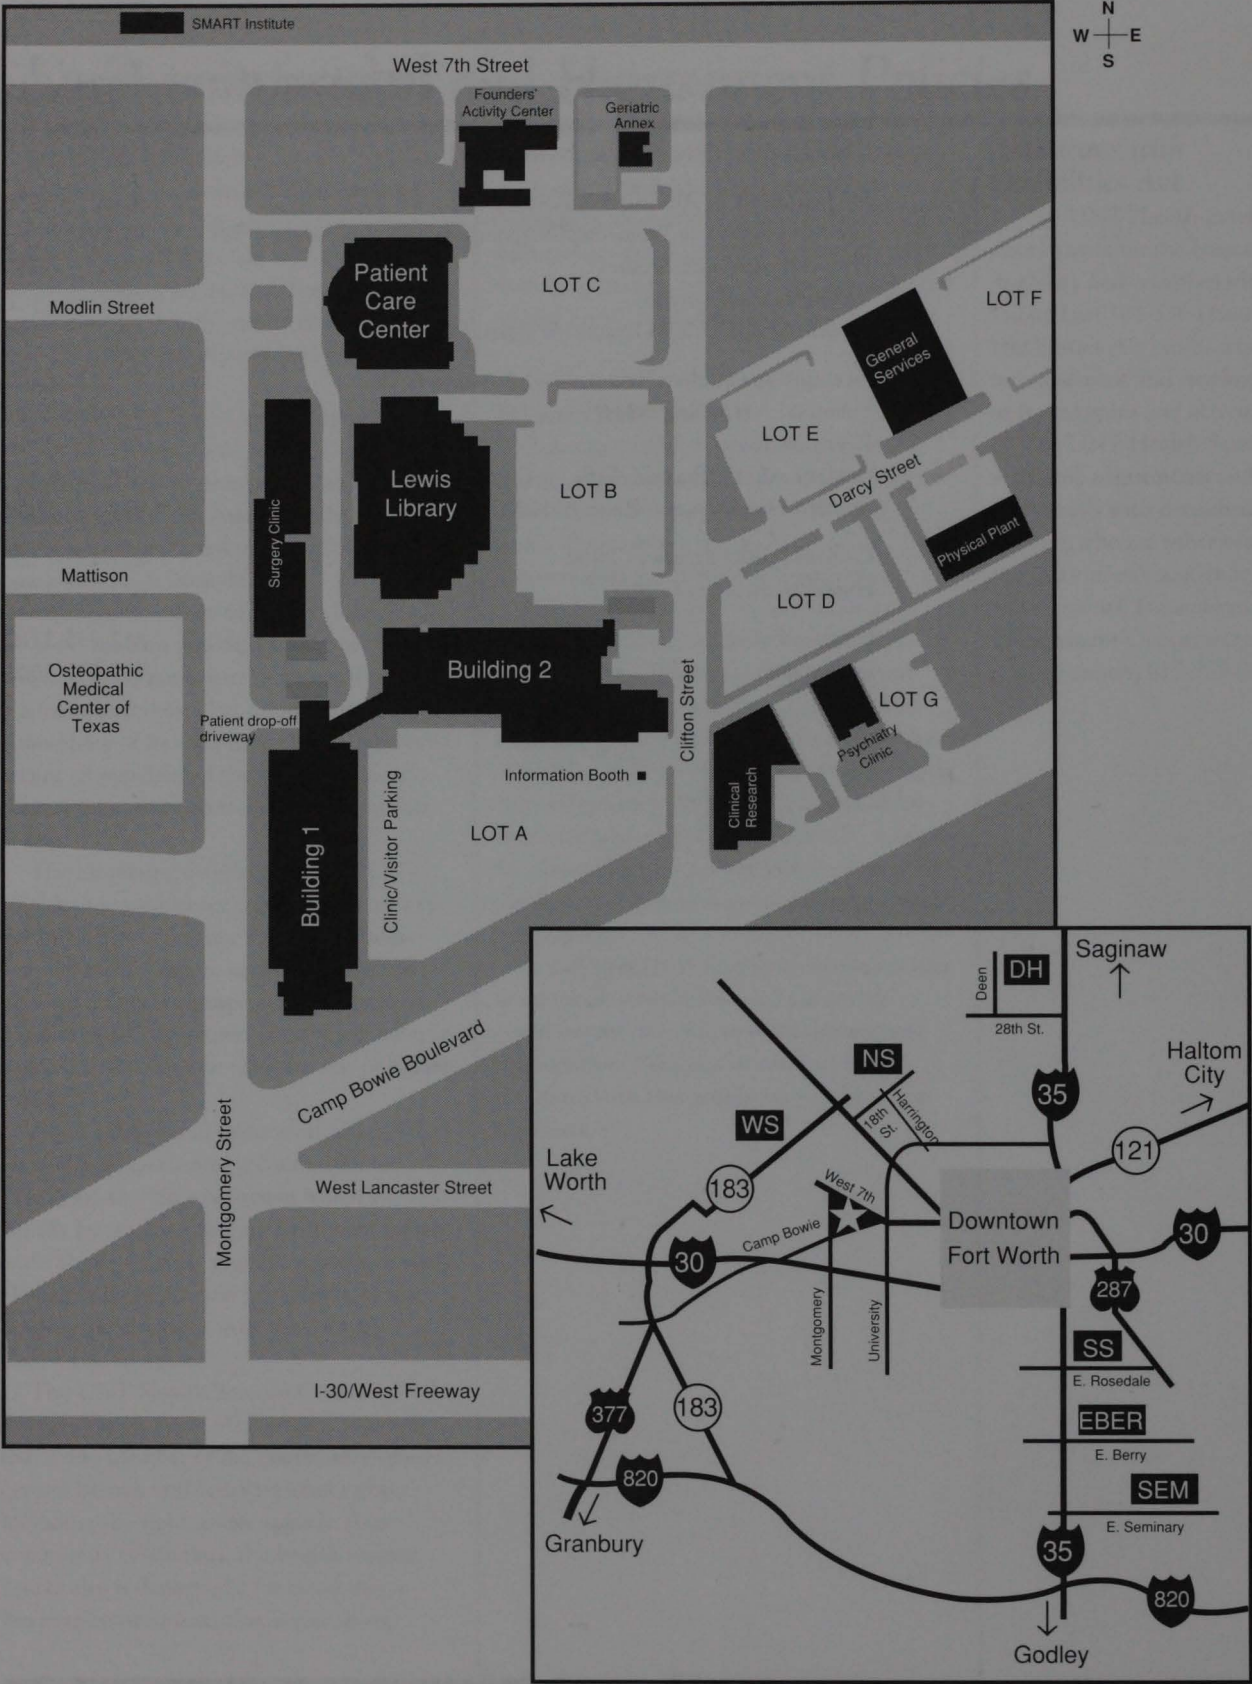 SMART Institute
N
W E
S
West 7th Street
Founders'
Activity Center
Geriatric
Annex
Patient
Care
Center
LOT C
LOT F
Modlin Street
General
Services
LOT E
Lewis
Library
LOT B
Darcy Street
Surgery Clinic
Physical Plant
Mattison
LOT D
Osteopathic
Medical
Center of
Texas
Building 2
Clifton Street
LOT G
Patient drop-off
driveway
Psychiatry
Clinic
Information Booth
Clinical
Research
Clinic/Visitor Parking
LOT A
Building 1
Camp Bowie Boulevard
Montgomery Street
West Lancaster Street
I-30/West Freeway
Saginaw
Deen
DH
28th St.
Haltom
City
NS
35
Harrington
18th
St.
WS
121
Lake
Worth
183
West 7th
Camp Bowie
Downtown
Fort Worth
30
30
287
Montgomery
University
SS
E. Rosedale
377
183
EBER
E. Berry
820
SEM
E. Seminary
Granbury
35
820
Godley